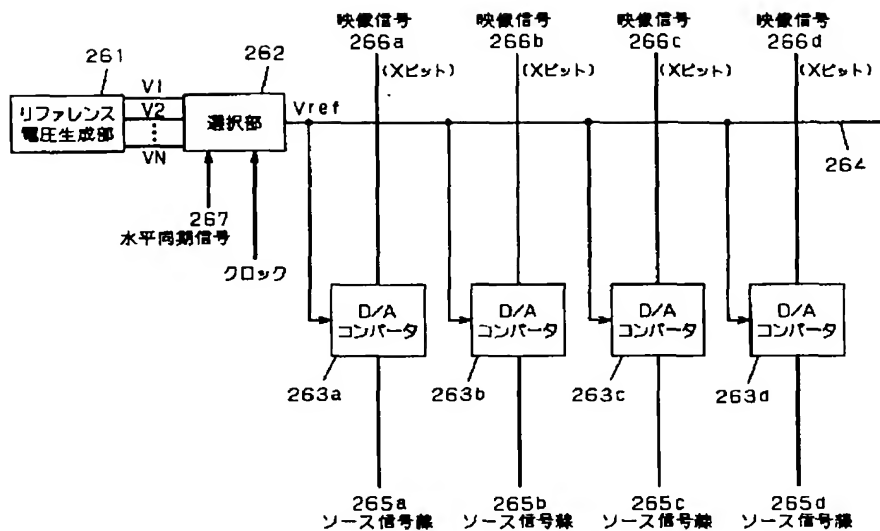 映像信号
266a
(Xビット)
映像信号
266b
(Xビット)
映像信号
266c
(Xビット)
映像信号
266d
(Xビット)
261
リファレンス
電圧生成部
V1
V2
VN
262
選択部
Vref
264
267
水平同期信号
クロック
D/A
コンバータ
263a
D/A
コンバータ
263b
D/A
コンバータ
263c
D/A
コンバータ
263d
265a
ソース信号線
265b
ソース信号線
265c
ソース信号線
265d
ソース信号線